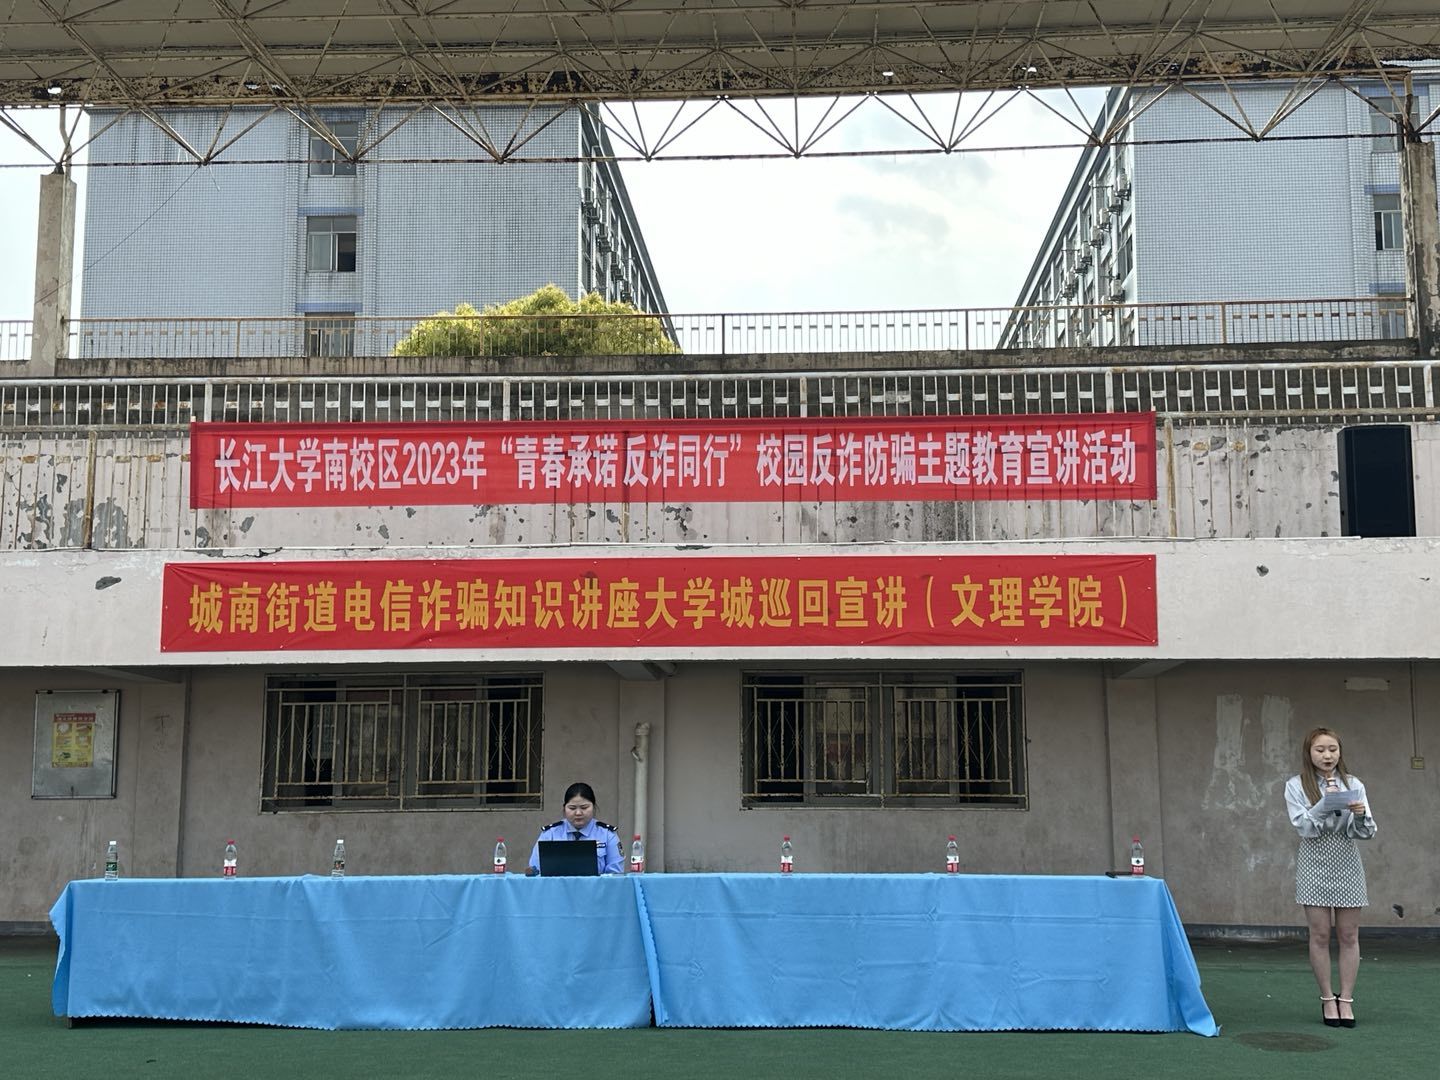 长江大学南校区2023年“青春承诺 反诈同行”校园反诈防骗主题教育宣讲活动
城南街道电信诈骗知识讲座大学城巡回宣讲（文理学院）